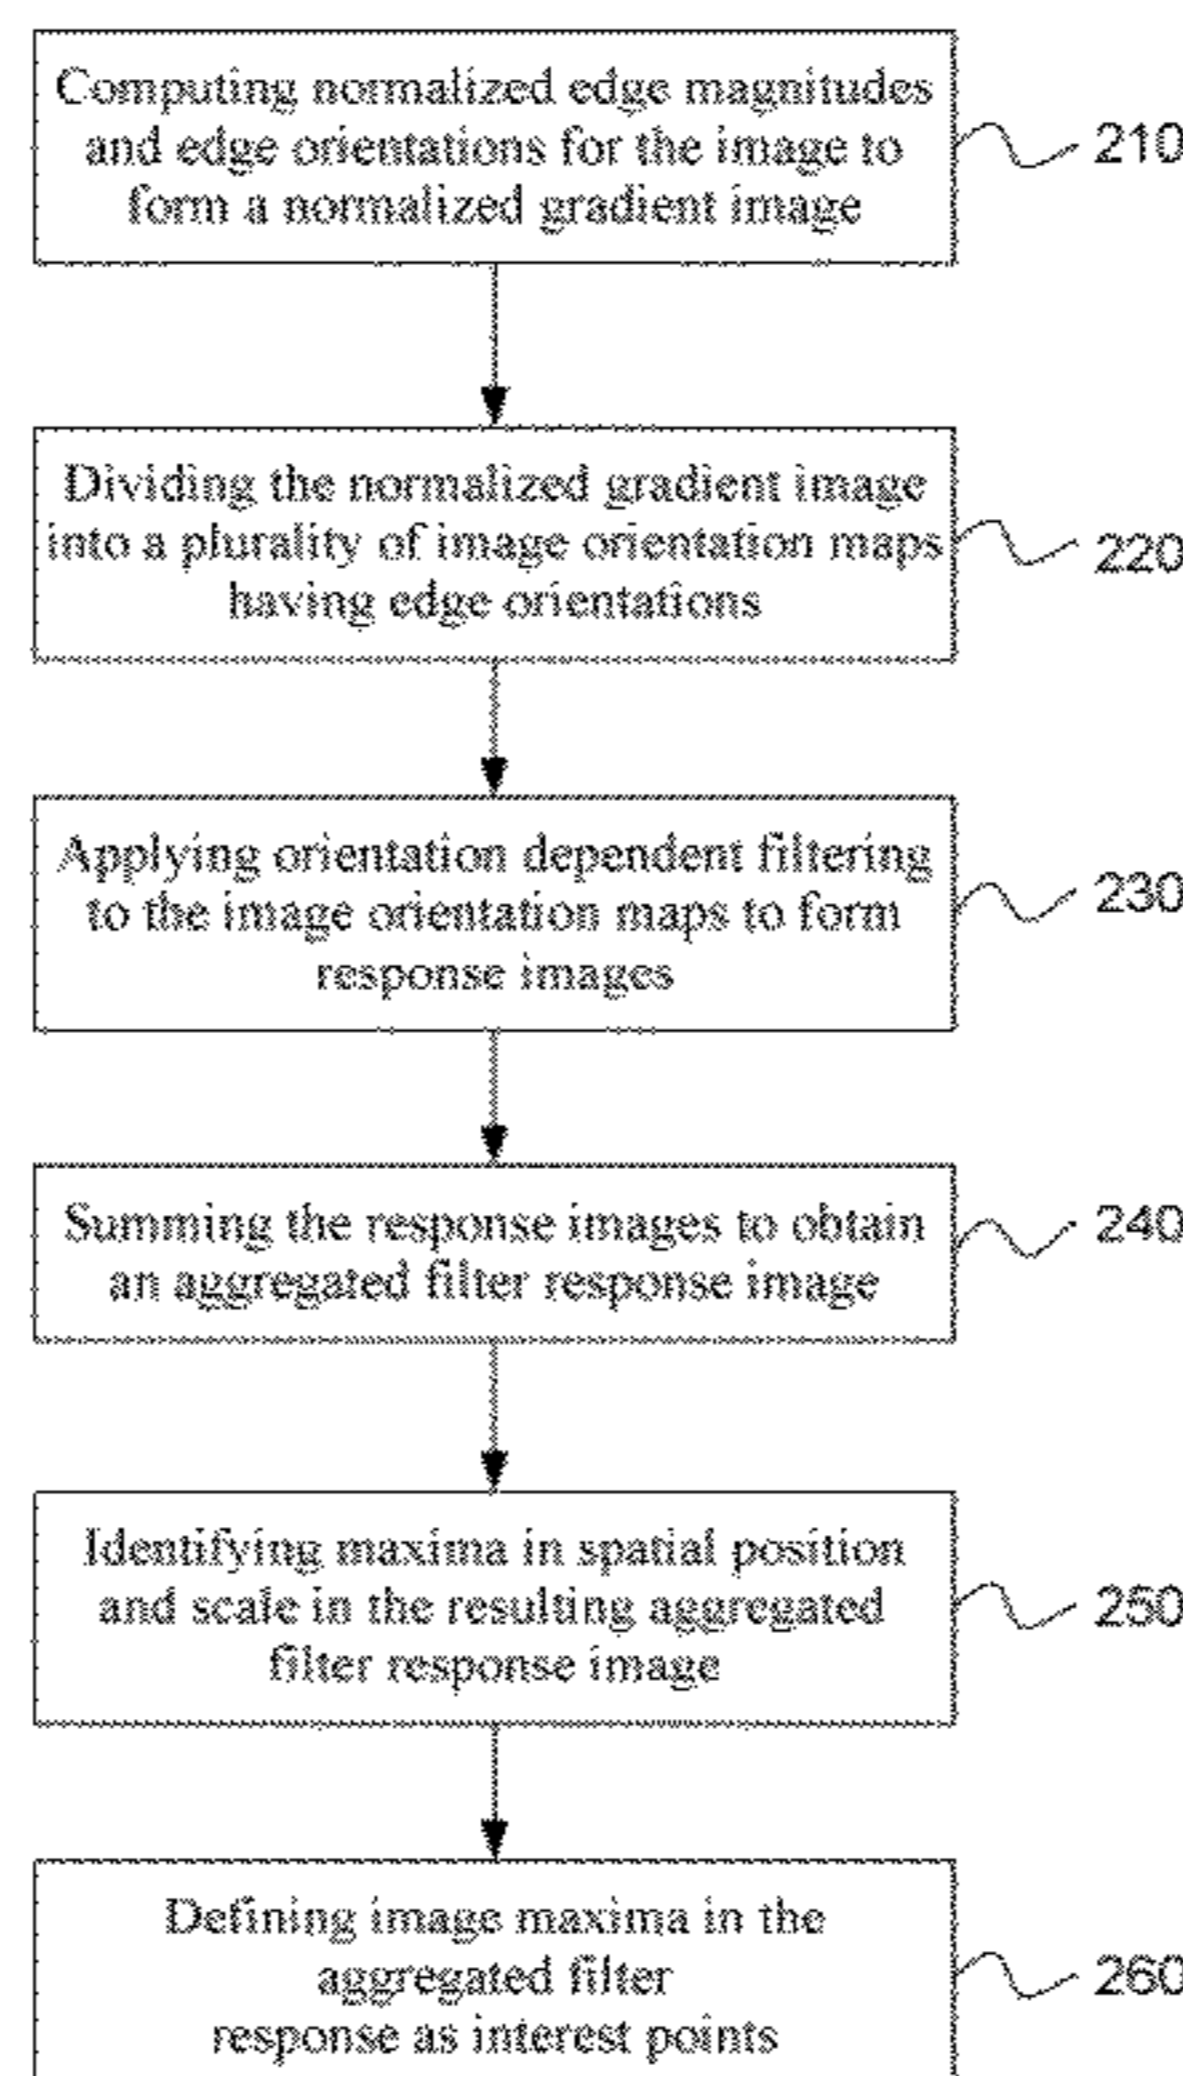 Computing normalized edge magnitudes
and edge orientations for the image to
form a normalized gradient image
210
Dividing the normalized gradient image
into a plurality of image orientation maps
having edge orientations
220
Applying orientation dependent filtering
to the image orientation maps to form
response images
230
Summing the response images to obtain
an aggregated filter response image
240
Identifying maxima in spatial position
and scale in the resulting aggregated
filter response image
250
Defining image maxima in the
aggregated filter
response as interest points
260